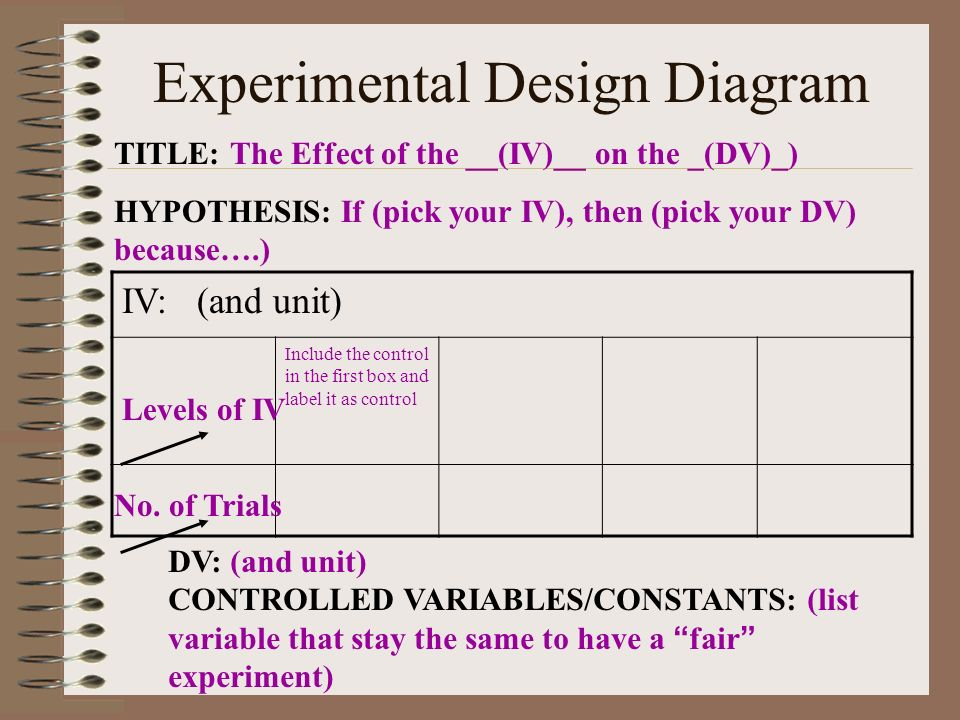 Experimental Design Diagram
TITLE: The Effect of the __(IV)__ on the _(DV)_)
HYPOTHESIS: If (pick your IV), then (pick your DV)
because….)
IV: (and unit)
Include the control
in the first box and
label it as control
Levels of IV
No. of Trials
DV: (and unit)
CONTROLLED VARIABLES/CONSTANTS: (list
variable that stay the same to have a “fair”
experiment)